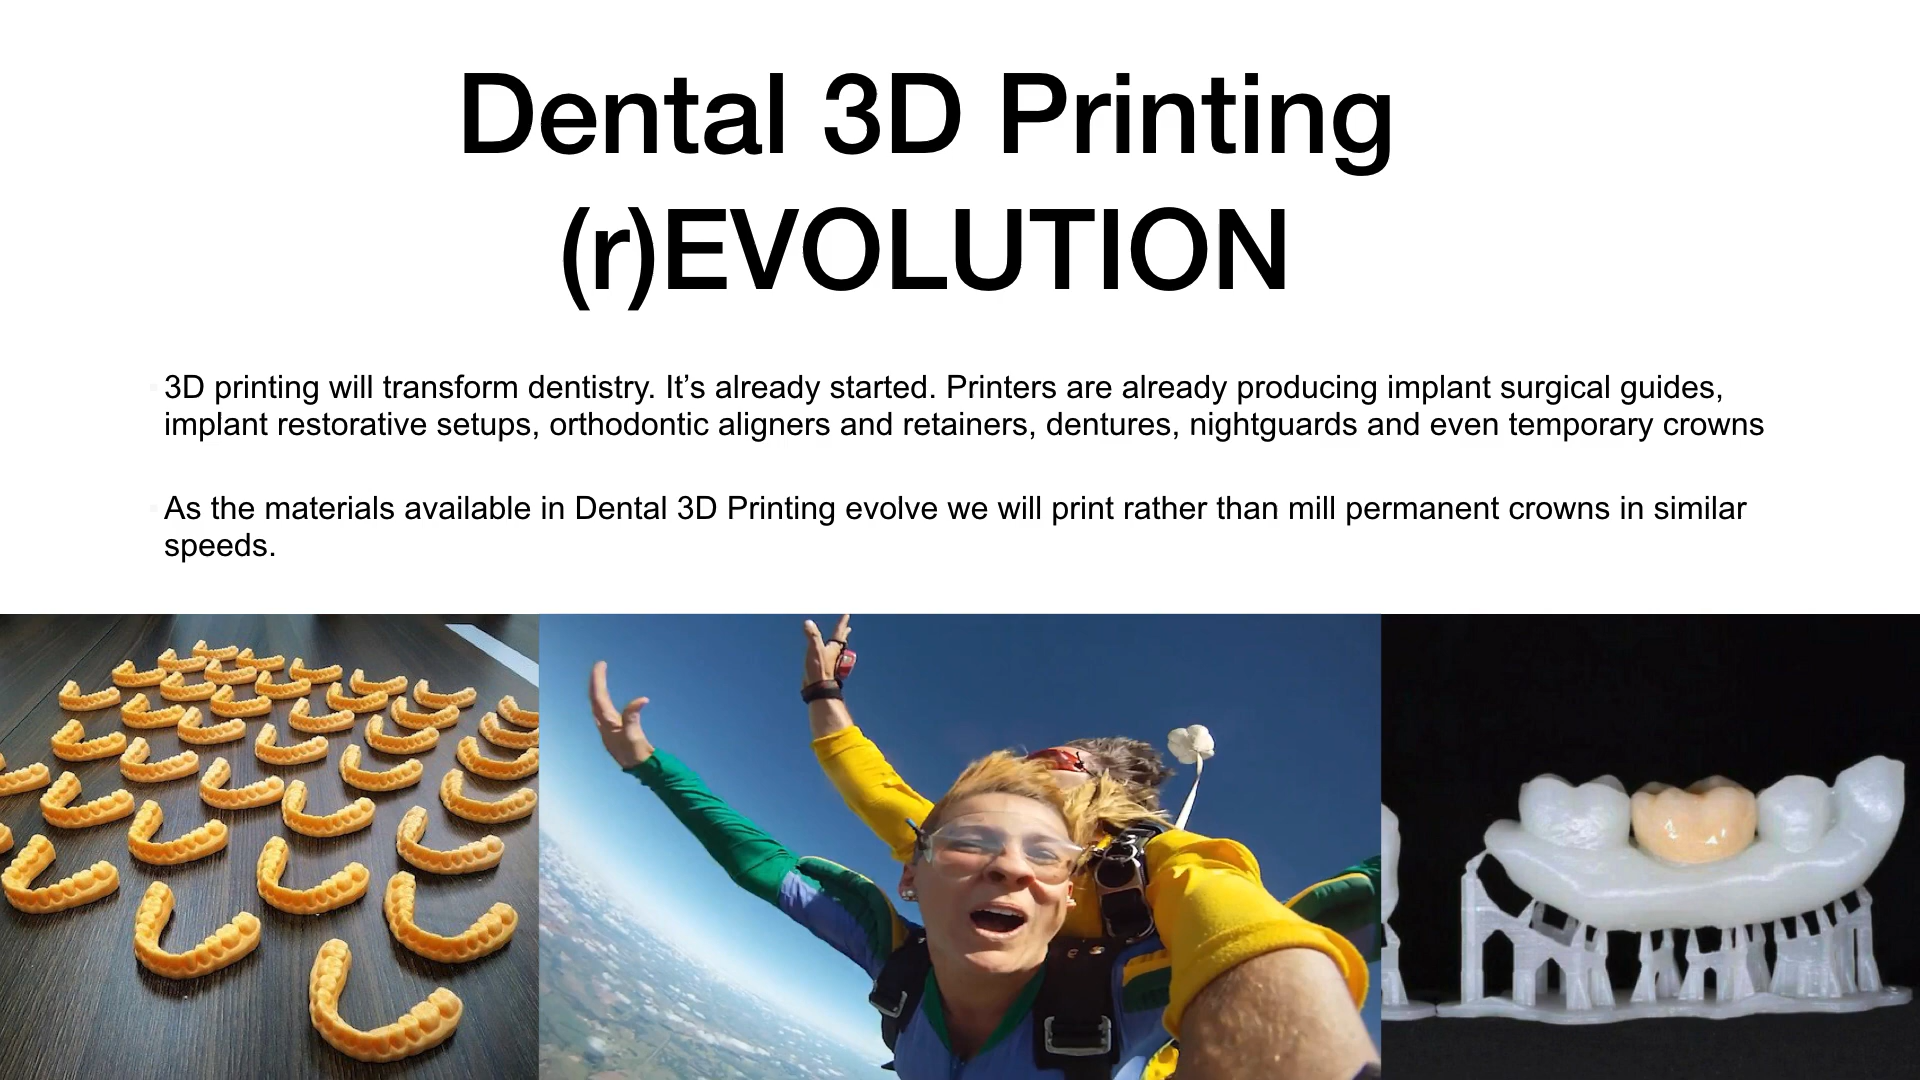 Dental 3D Printing
(r)EVOLUTION
3D printing will transform dentistry. It’s already started. Printers are already producing implant surgical guides,
implant restorative setups, orthodontic aligners and retainers, dentures, nightguards and even temporary crowns
As the materials available in Dental 3D Printing evolve we will print rather than mill permanent crowns in similar
speeds.